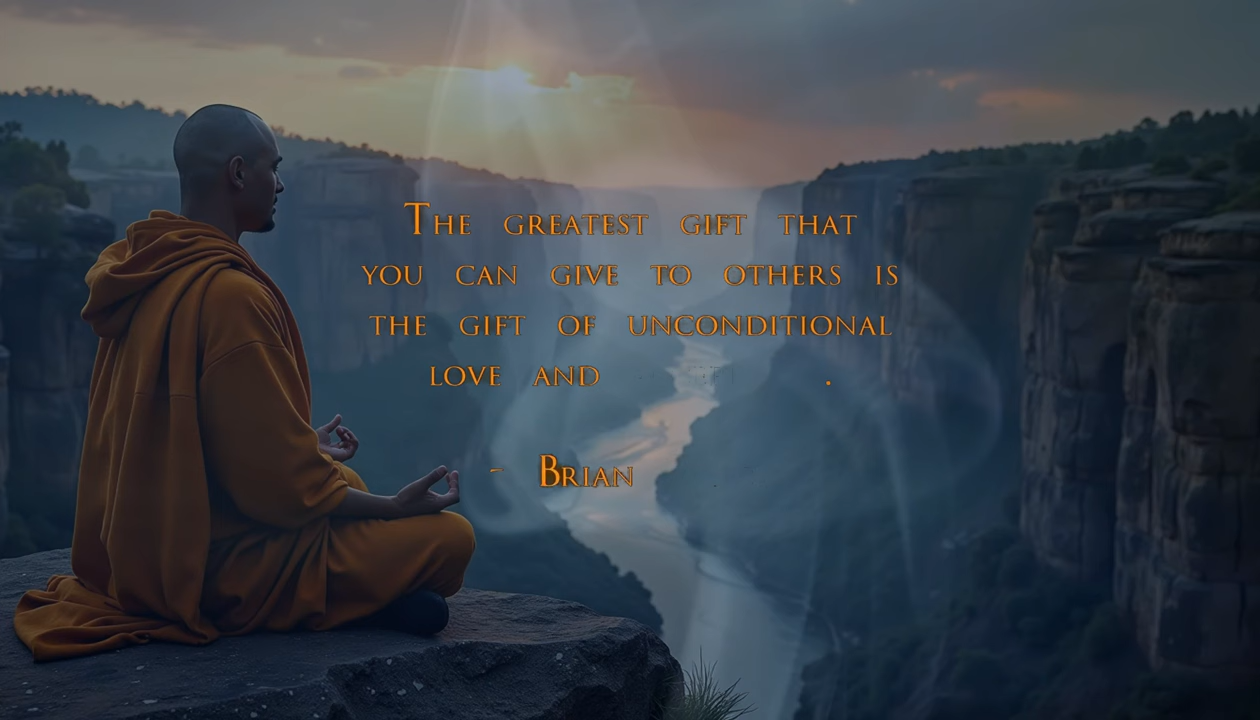 The greatest gift that
you can give to others is
the gift of unconditional
love and .
- Brian